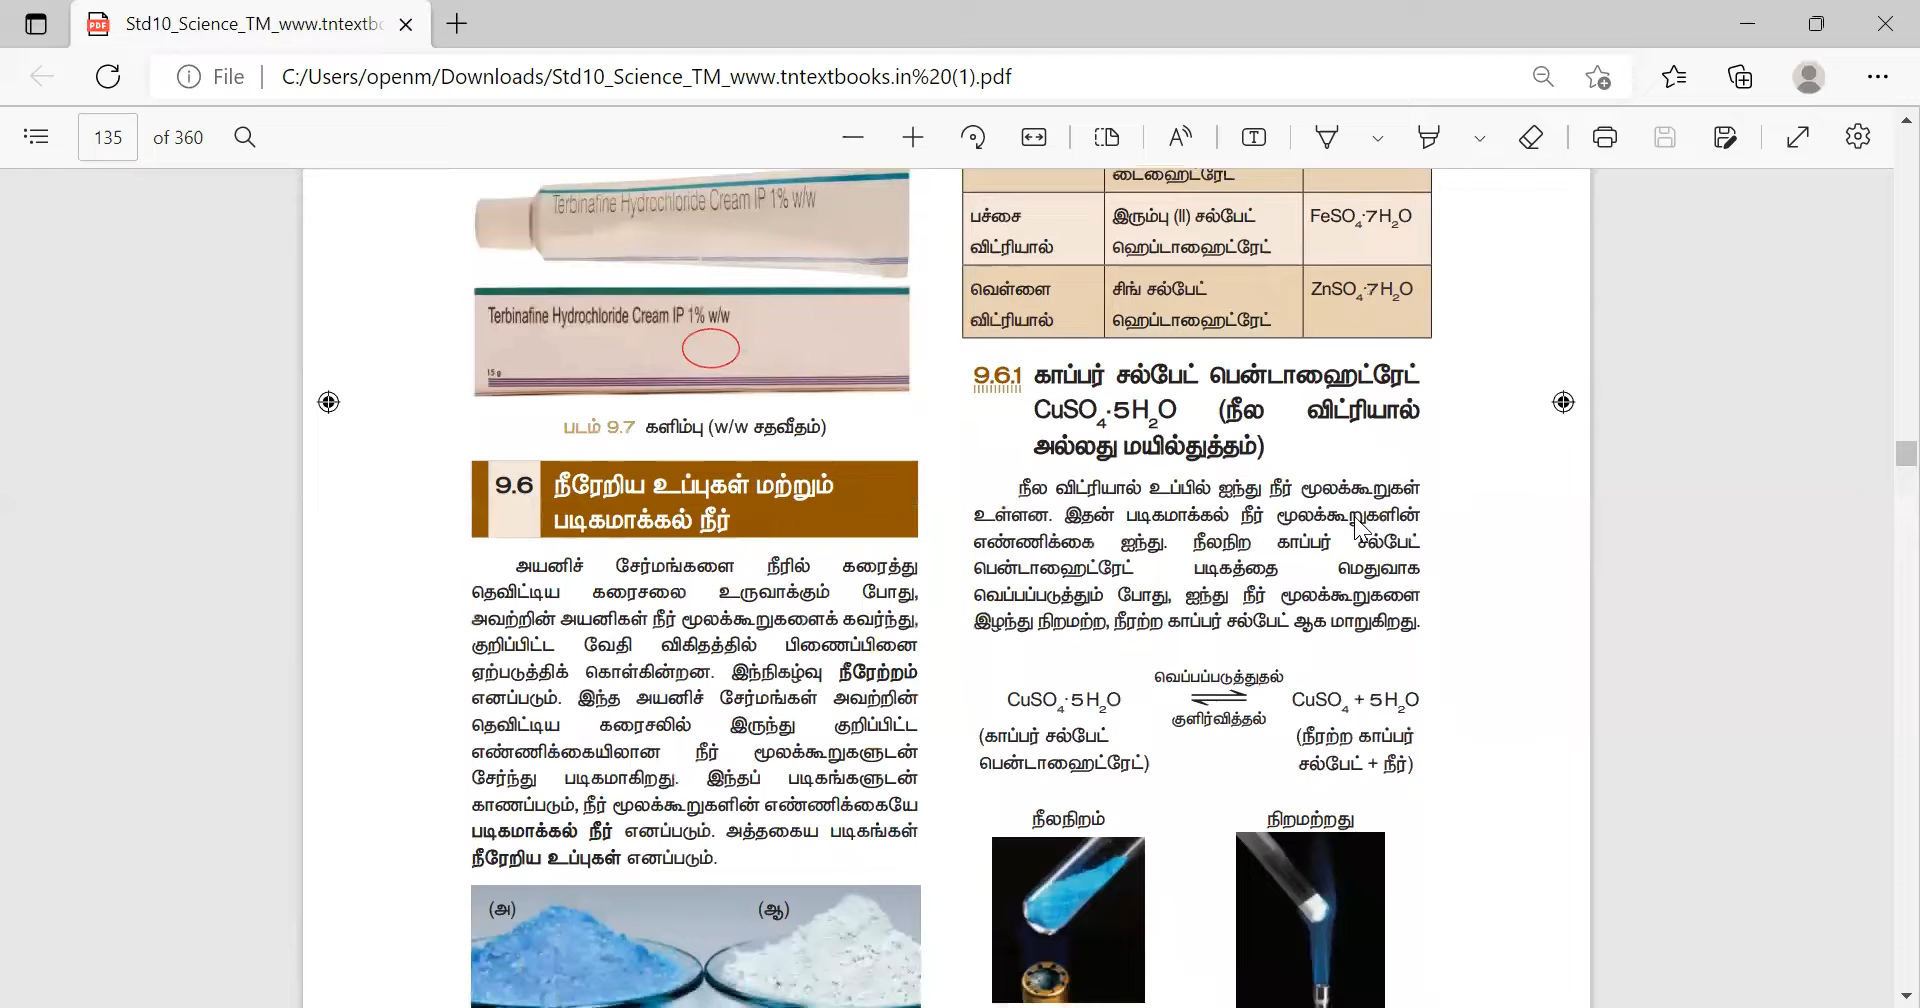 Std10_Science_TM_www.tntextb
File
C:/Users/openm/Downloads/Std10_Science_TM_www.tntextbooks.in%20(1).pdf
135 of 360
Terbinafine Hydrochloride Cream IP 1% w/w
Terbinafine Hydrochloride Cream IP 1% w/w
15 g
படம் 9.7 களிம்பு (w/w சதவீதம்)
9.6 நீரேறிய உப்புகள் மற்றும்
படிகமாக்கல் நீர்
அயனிச் சேர்மங்களை நீரில் கரைத்து
தெவிட்டிய கரைசலை உருவாக்கும் போது,
அவற்றின் அயனிகள் நீர் மூலக்கூறுகளைக் கவர்ந்து,
குறிப்பிட்ட வேதி விகிதத்தில் பிணைப்பினை
ஏற்படுத்திக் கொள்கின்றன. இந்நிகழ்வு நீரேற்றம்
எனப்படும். இந்த அயனிச் சேர்மங்கள் அவற்றின்
தெவிட்டிய கரைசலில் இருந்து குறிப்பிட்ட
எண்ணிக்கையிலான நீர் மூலக்கூறுகளுடன்
சேர்ந்து படிகமாகிறது. இந்தப் படிகங்களுடன்
காணப்படும், நீர் மூலக்கூறுகளின் எண்ணிக்கையே
படிகமாக்கல் நீர் எனப்படும். அத்தகைய படிகங்கள்
நீரேறிய உப்புகள் எனப்படும்.
(அ) (ஆ)
டைஹைட்ரேட்
பச்சை இரும்பு (II) சல்பேட் FeSO₄·7H₂O
விட்ரியால் ஹெப்டாஹைட்ரேட்
வெள்ளை சிங் சல்பேட் ZnSO₄·7H₂O
விட்ரியால் ஹெப்டாஹைட்ரேட்
9.6.1 காப்பர் சல்பேட் பென்டாஹைட்ரேட்
CuSO₄·5H₂O (நீல விட்ரியால்
அல்லது மயில்துத்தம்)
நீல விட்ரியால் உப்பில் ஐந்து நீர் மூலக்கூறுகள்
உள்ளன. இதன் படிகமாக்கல் நீர் மூலக்கூறுகளின்
எண்ணிக்கை ஐந்து. நீலநிற காப்பர் சல்பேட்
பென்டாஹைட்ரேட் படிகத்தை மெதுவாக
வெப்பப்படுத்தும் போது, ஐந்து நீர் மூலக்கூறுகளை
இழந்து நிறமற்ற, நீரற்ற காப்பர் சல்பேட் ஆக மாறுகிறது.
வெப்பப்படுத்துதல்
CuSO₄·5H₂O ⇌ CuSO₄ + 5H₂O
குளிர்வித்தல்
(காப்பர் சல்பேட் (நீரற்ற காப்பர்
பென்டாஹைட்ரேட்) சல்பேட் + நீர்)
நீலநிறம் நிறமற்றது